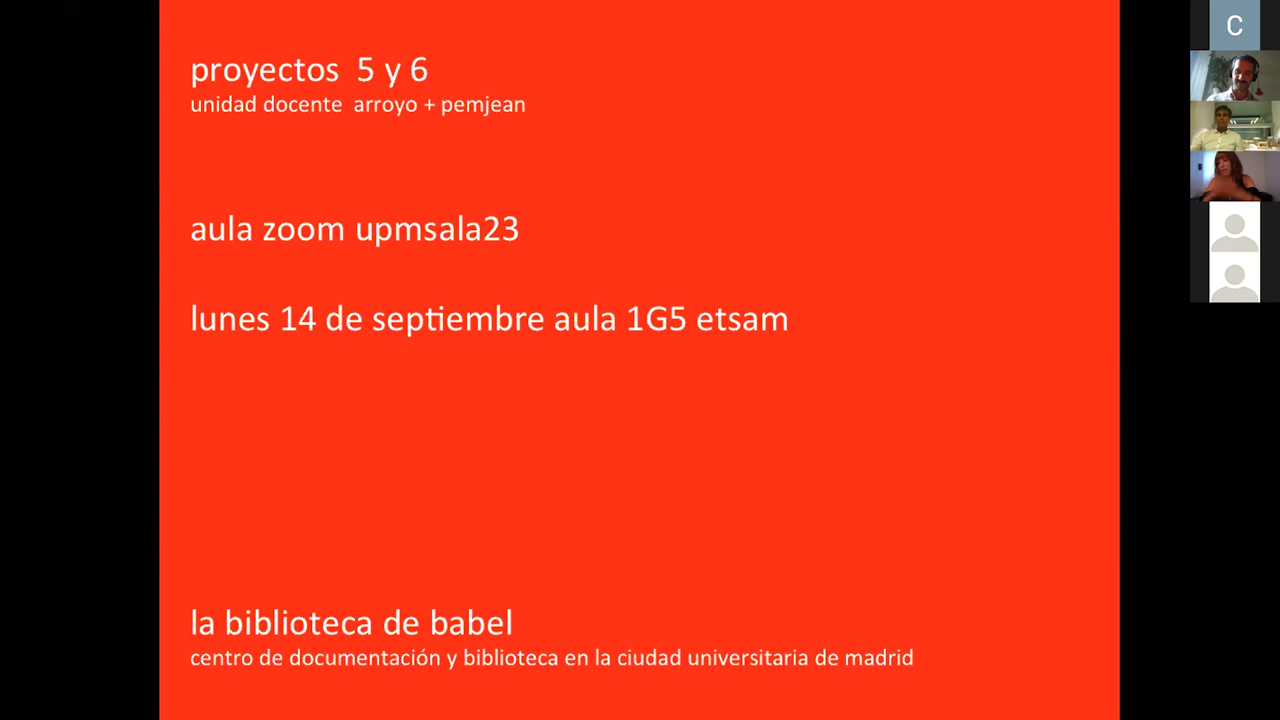 proyectos 5 y 6
unidad docente arroyo + pemjean
aula zoom upmsala23
lunes 14 de septiembre aula 1G5 etsam
la biblioteca de babel
centro de documentación y biblioteca en la ciudad universitaria de madrid
C